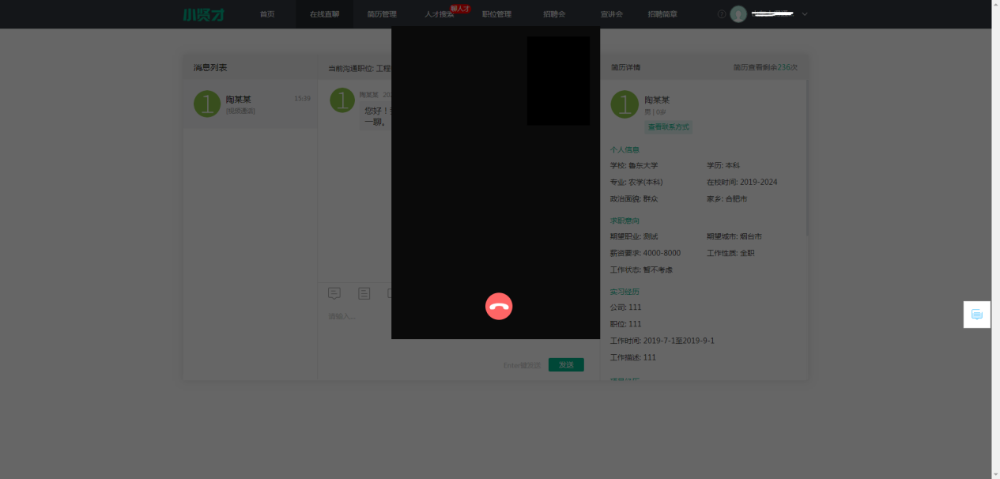 小贤才
首页
在线直聊
简历管理
人才搜索
聊人才
职位管理
招聘会
宣讲会
招聘简章
消息列表
1
陶某某
15:39
[视频通话]
当前沟通职位: 工程
1
陶某某
您好！
一聊。
请输入...
Enter键发送
发送
简历详情
简历查看剩余236次
1
陶某某
男 | 0岁
查看联系方式
个人信息
学校: 鲁东大学
学历: 本科
专业: 农学(本科)
在校时间: 2019-2024
政治面貌: 群众
家乡: 合肥市
求职意向
期望职业: 测试
期望城市: 烟台市
薪资要求: 4000-8000
工作性质: 全职
工作状态: 暂不考虑
实习经历
公司: 111
职位: 111
工作时间: 2019-7-1至2019-9-1
工作描述: 111